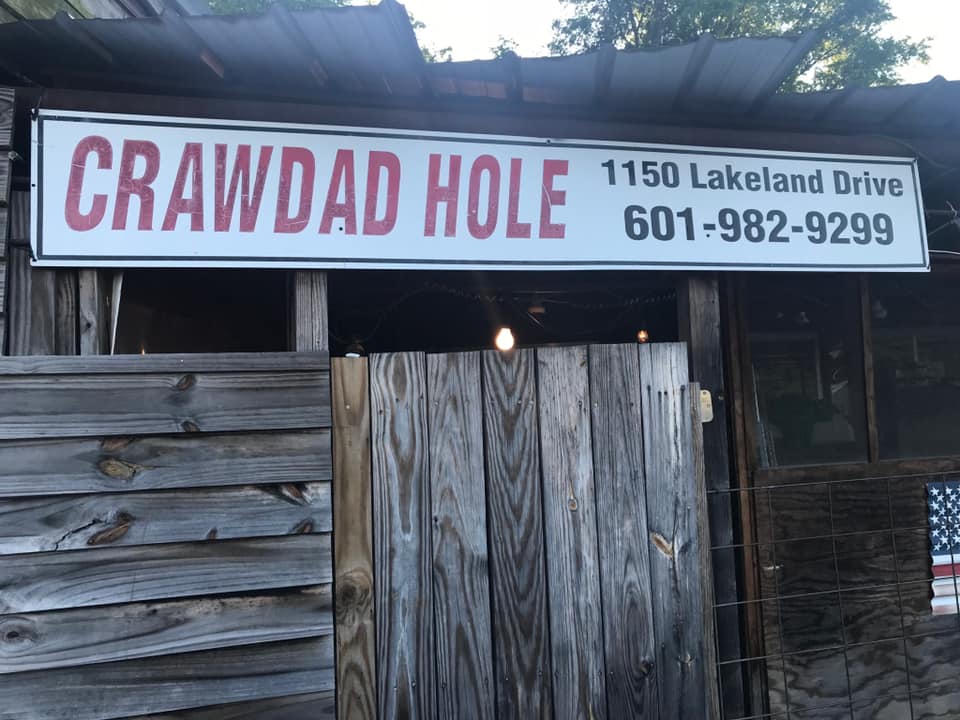 CRAWDAD HOLE
1150 Lakeland Drive
601-982-9299